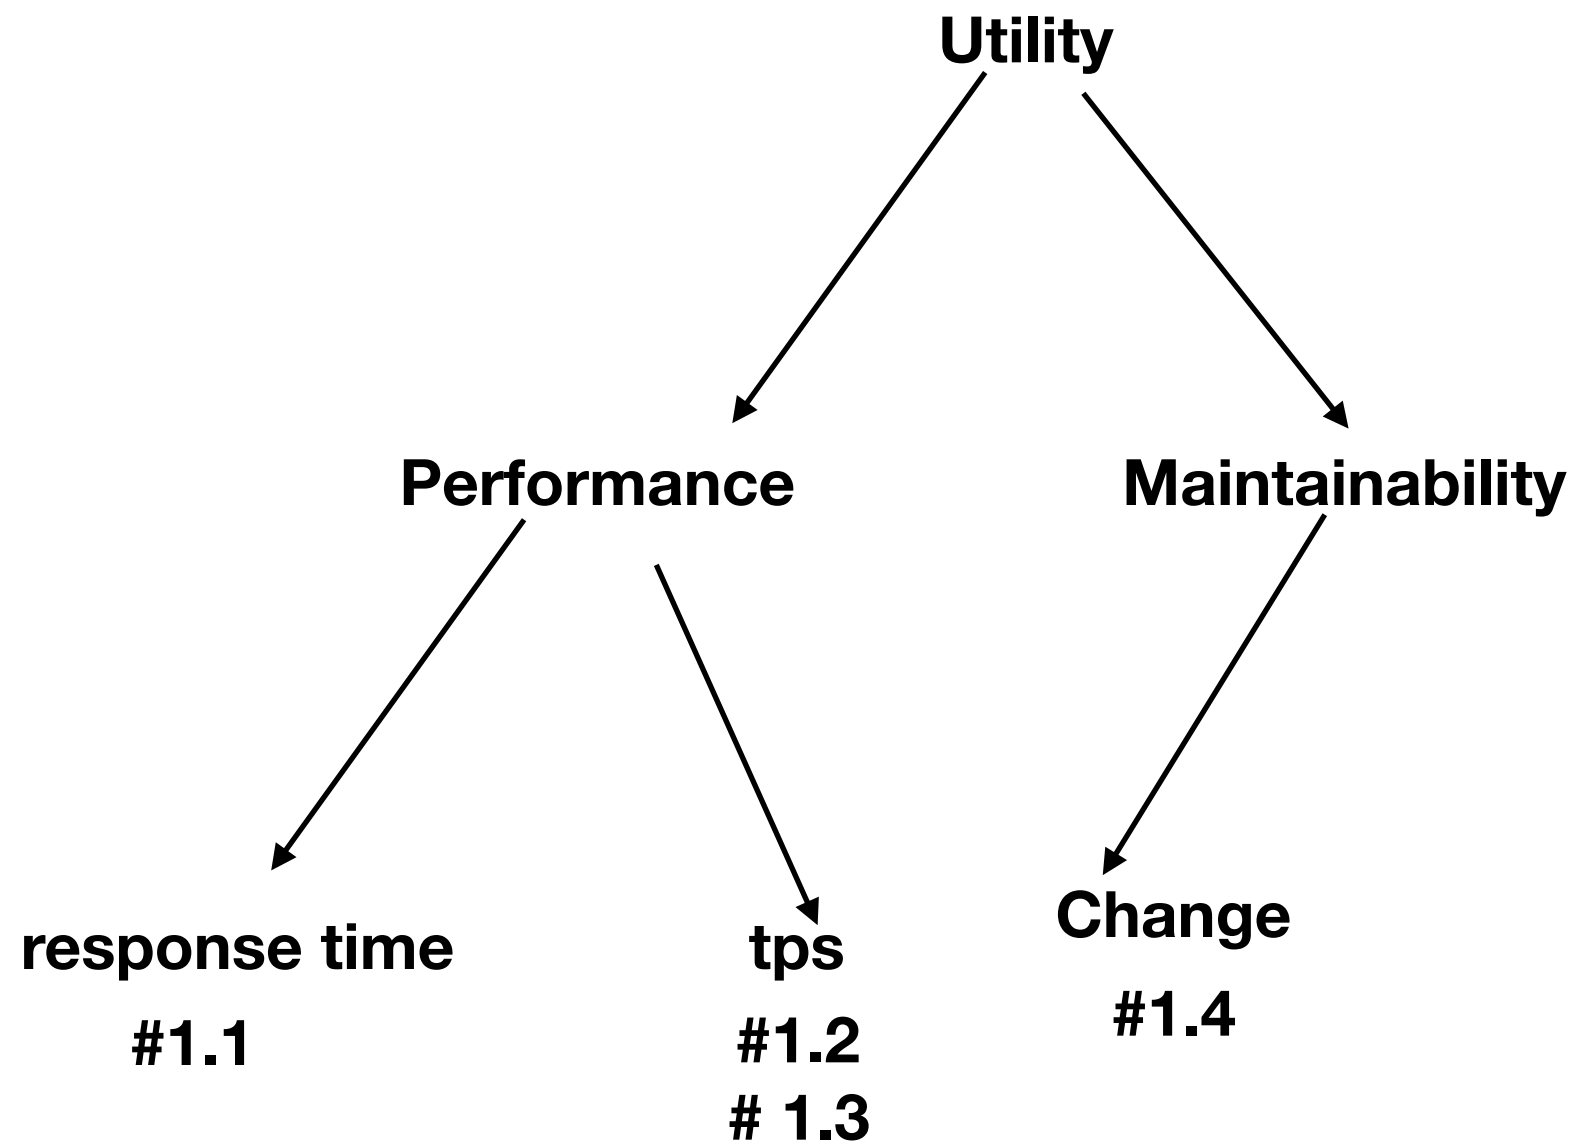 Utility
Performance
Maintainability
response time
#1.1
tps
#1.2
# 1.3
Change
#1.4